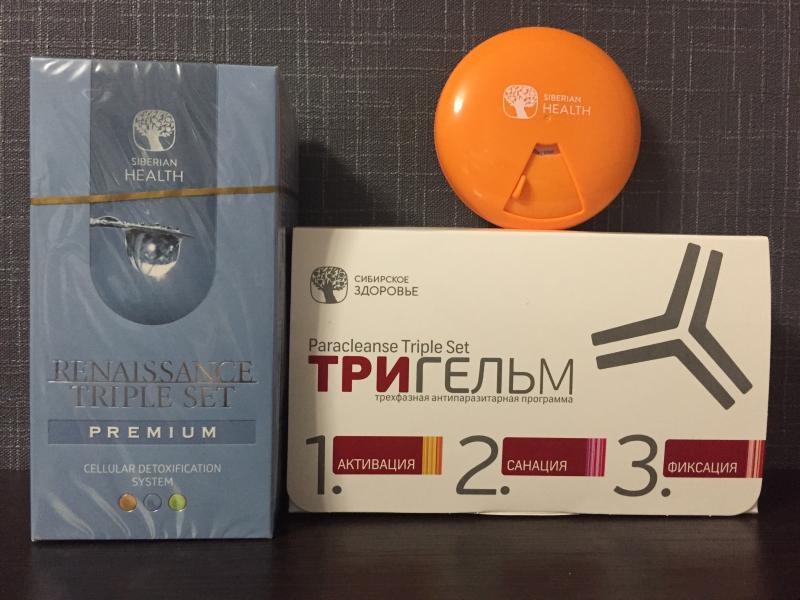 SIBERIAN
HEALTH
RENAISSANCE
TRIPLE SET
PREMIUM
CELLULAR DETOXIFICATION
SYSTEM
SIBERIAN
HEALTH
СИБИРСКОЕ
ЗДОРОВЬЕ
Paracleanse Triple Set
ТРИГЕЛЬМ
трехфазная антипаразитарная программа
1. АКТИВАЦИЯ
2. САНАЦИЯ
3. ФИКСАЦИЯ